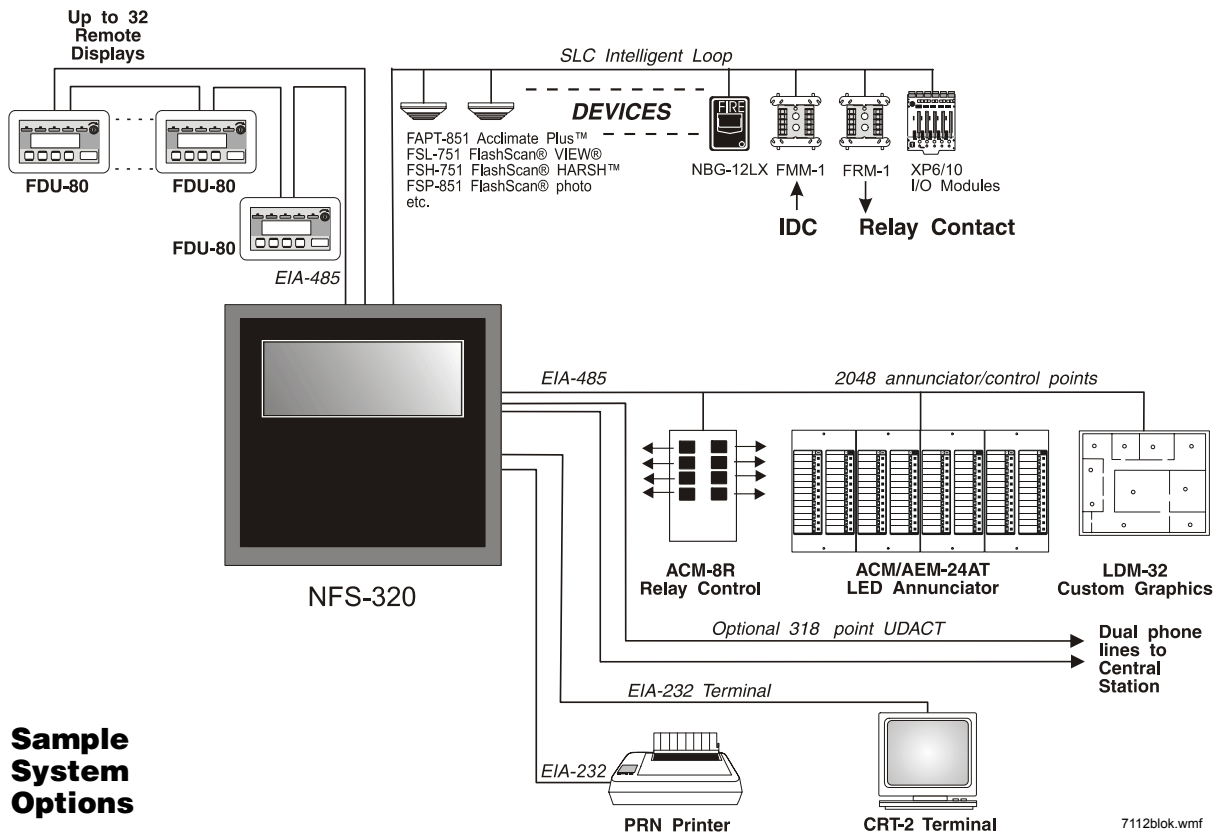 Up to 32
Remote
Displays
SLC Intelligent Loop
DEVICES
FIRE
FAPT-851 Acclimate Plus™
FSL-751 FlashScan® VIEW®
FSH-751 FlashScan® HARSH™
FSP-851 FlashScan® photo
etc.
NBG-12LX
FMM-1
FRM-1
XP6/10
I/O Modules
IDC
Relay Contact
FDU-80
FDU-80
FDU-80
EIA-485
EIA-485
2048 annunciator/control points
NFS-320
ACM-8R
Relay Control
ACM/AEM-24AT
LED Annunciator
LDM-32
Custom Graphics
Optional 318 point UDACT
Dual phone
lines to
Central
Station
EIA-232 Terminal
EIA-232
PRN Printer
CRT-2 Terminal
Sample
System
Options
7112blok.wmf